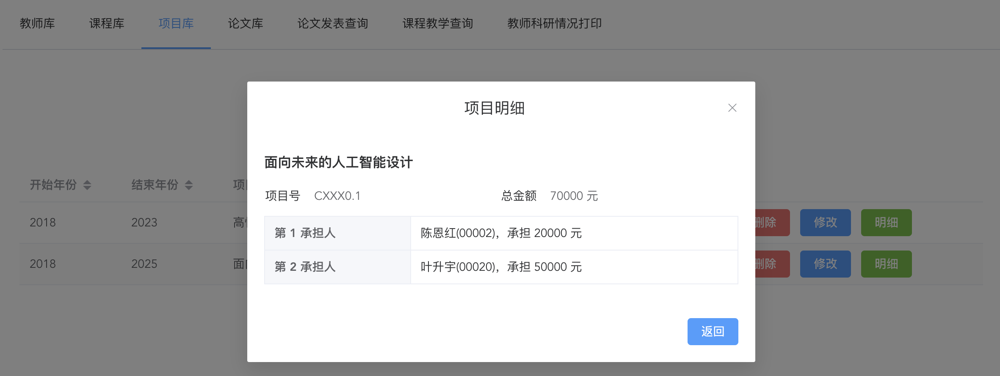 教师库 课程库 项目库 论文库 论文发表查询 课程教学查询 教师科研情况打印
项目明细
面向未来的人工智能设计
开始年份 结束年份 项
项目号 CXXX0.1 总金额 70000 元
2018 2023 高 删除 修改 明细
第 1 承担人 陈恩红(00002)，承担 20000 元
2018 2025 面 删除 修改 明细
第 2 承担人 叶升宇(00020)，承担 50000 元
返回